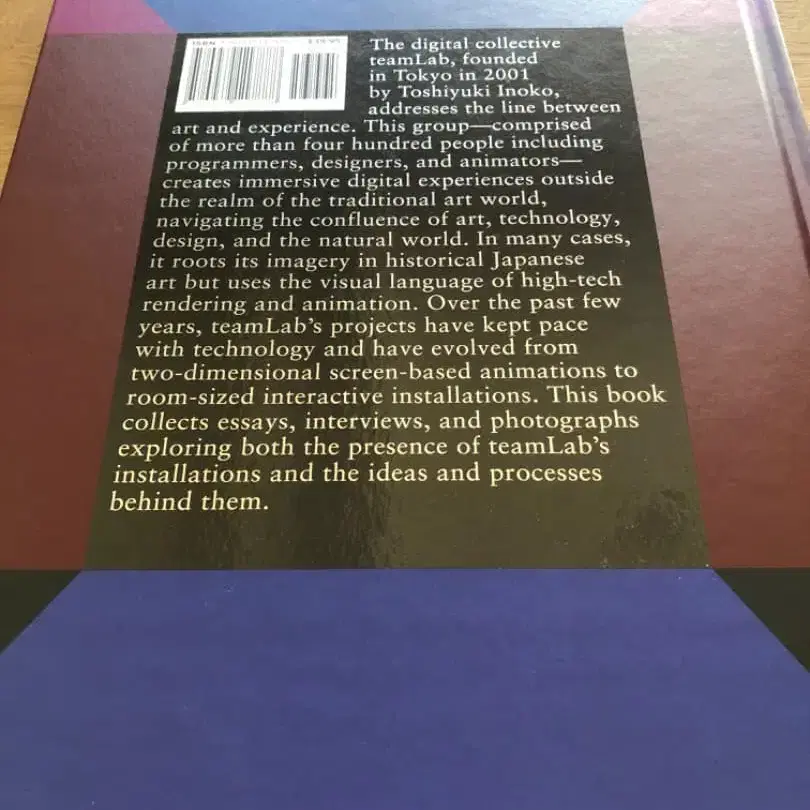 ISBN
The digital collective
teamLab, founded
in Tokyo in 2001
by Toshiyuki Inoko,
addresses the line between
art and experience. This group—comprised
of more than four hundred people including
programmers, designers, and animators—
creates immersive digital experiences outside
the realm of the traditional art world,
navigating the confluence of art, technology,
design, and the natural world. In many cases,
it roots its imagery in historical Japanese
art but uses the visual language of high-tech
rendering and animation. Over the past few
years, teamLab's projects have kept pace
with technology and have evolved from
two-dimensional screen-based animations to
room-sized interactive installations. This book
collects essays, interviews, and photographs
exploring both the presence of teamLab's
installations and the ideas and processes
behind them.